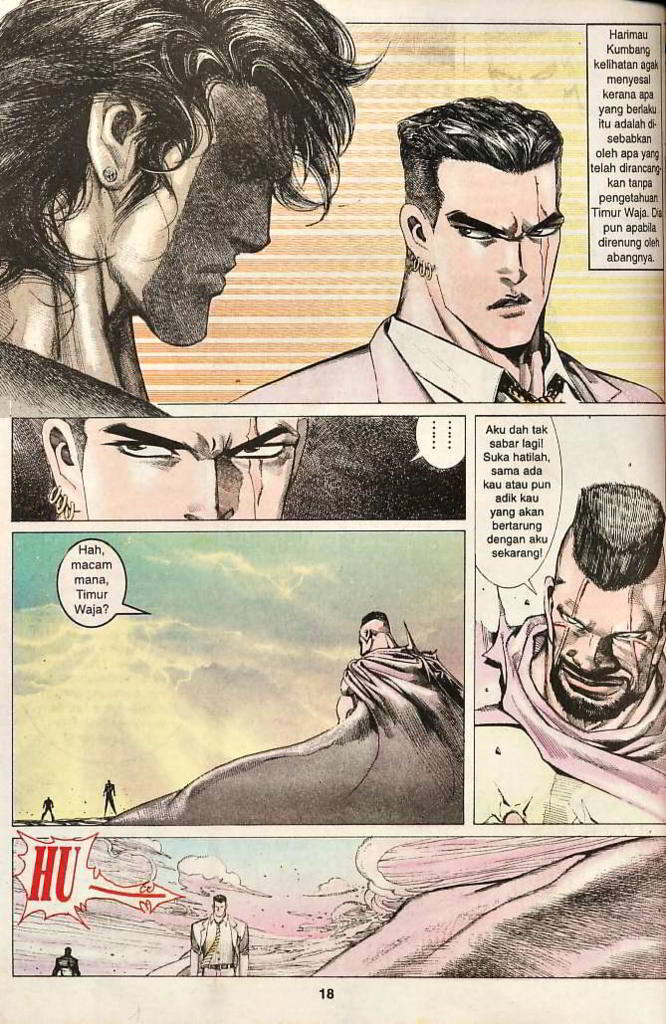 Harimau
Kumbang
kelihatan agak
menyesal
kerana apa
yang berlaku
itu adalah di-
sebabkan
oleh apa yang
telah dirancang-
kan tanpa
pengetahuan
Timur Waja. Dia
pun apabila
direnung oleh
abangnya.
Aku dah tak
sabar lagi!
Suka hatilah,
sama ada
kau atau pun
adik kau
yang akan
bertarung
dengan aku
sekarang!
Hah,
macam
mana,
Timur
Waja?
HU
18